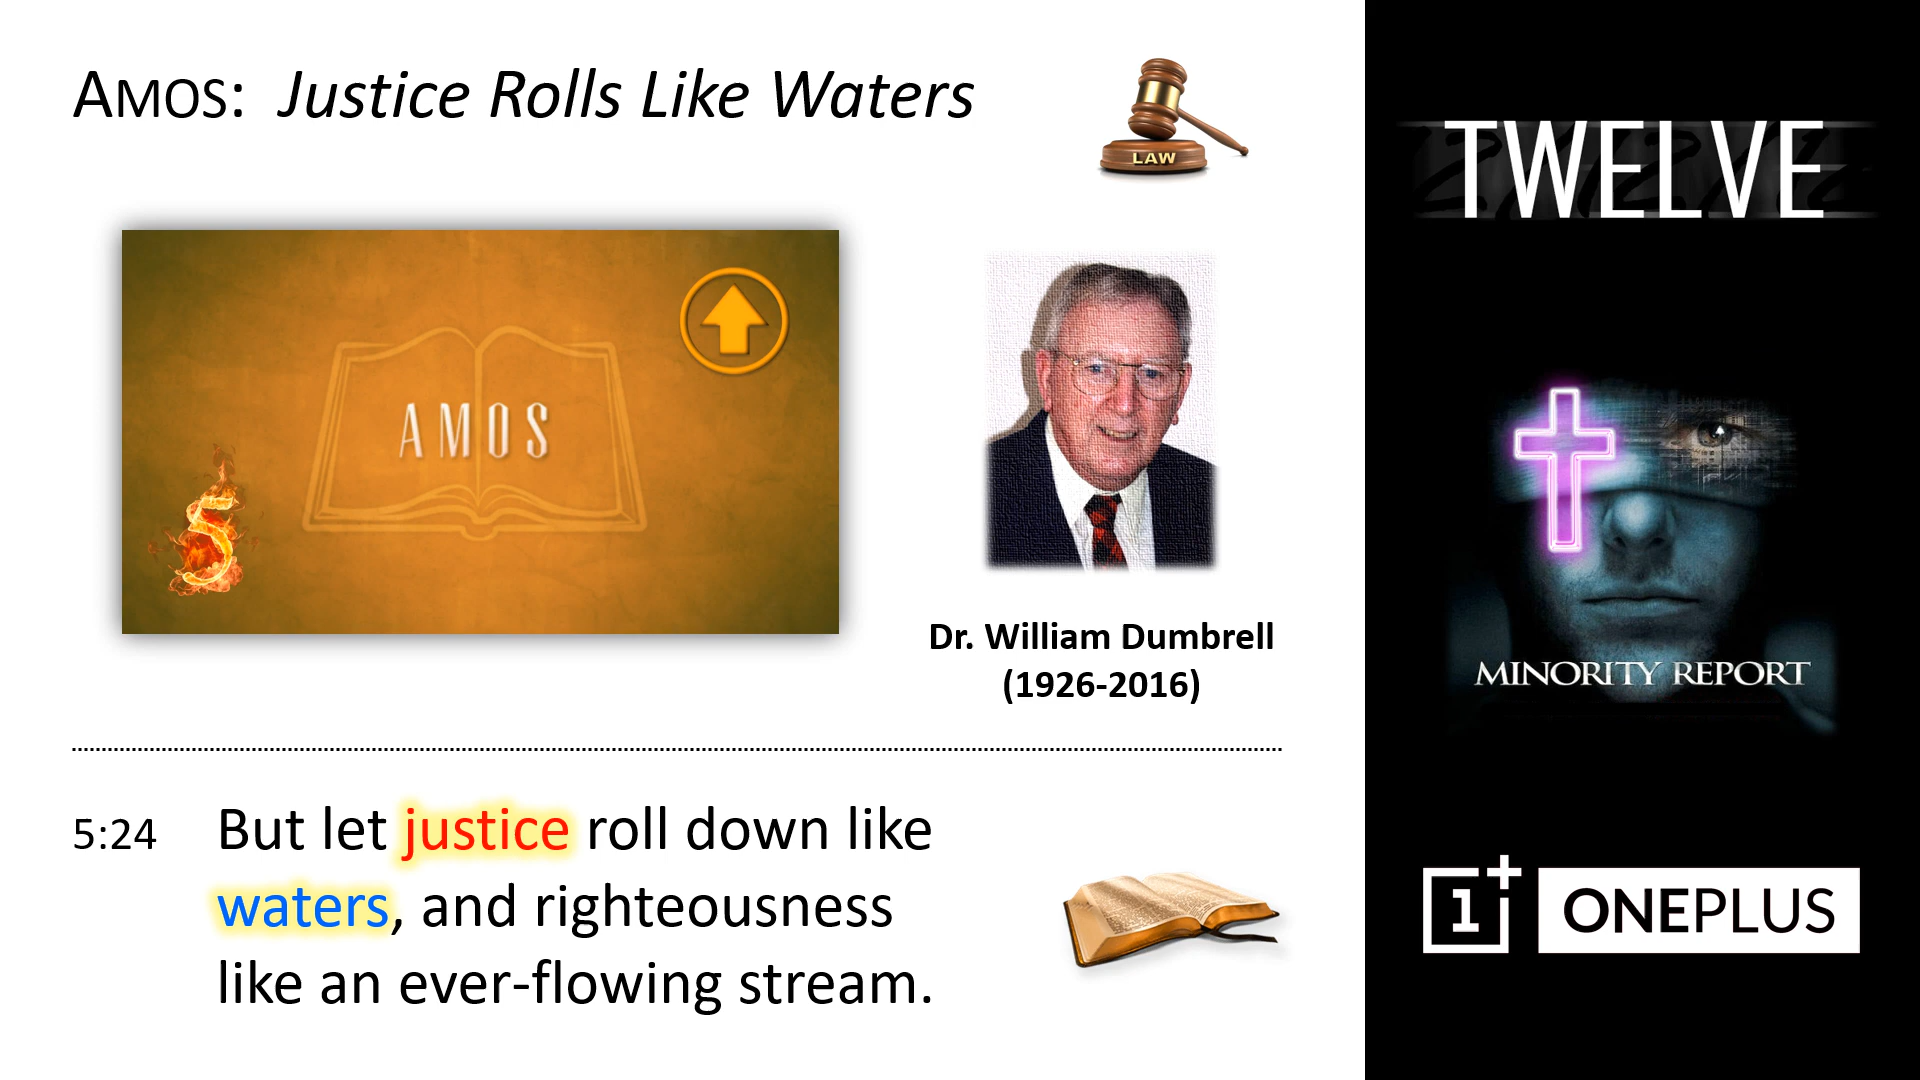 AMOS: Justice Rolls Like Waters
LAW
AMOS
5
Dr. William Dumbrell
(1926-2016)
5:24 But let justice roll down like
waters, and righteousness
like an ever-flowing stream.
TWELVE
MINORITY REPORT
1+ ONEPLUS